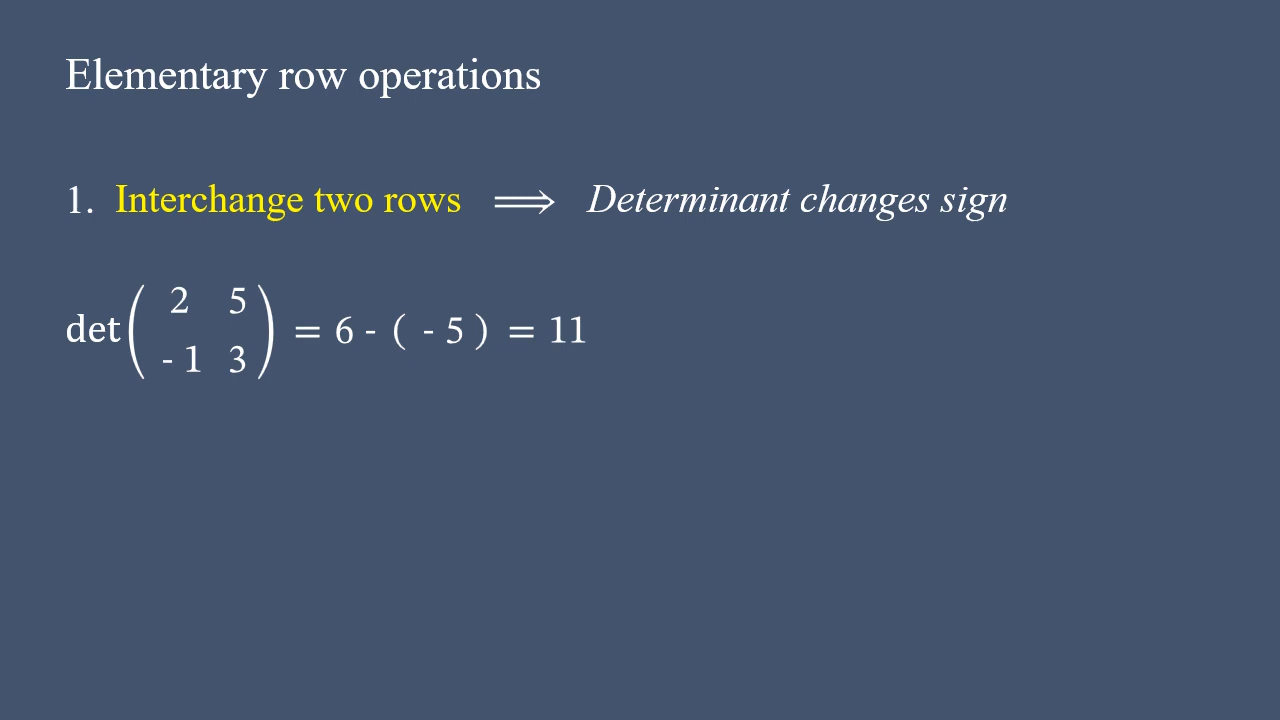 Elementary row operations
1. Interchange two rows ⟹ Determinant changes sign
det ( 2 5
- 1 3 ) = 6 - ( - 5 ) = 11